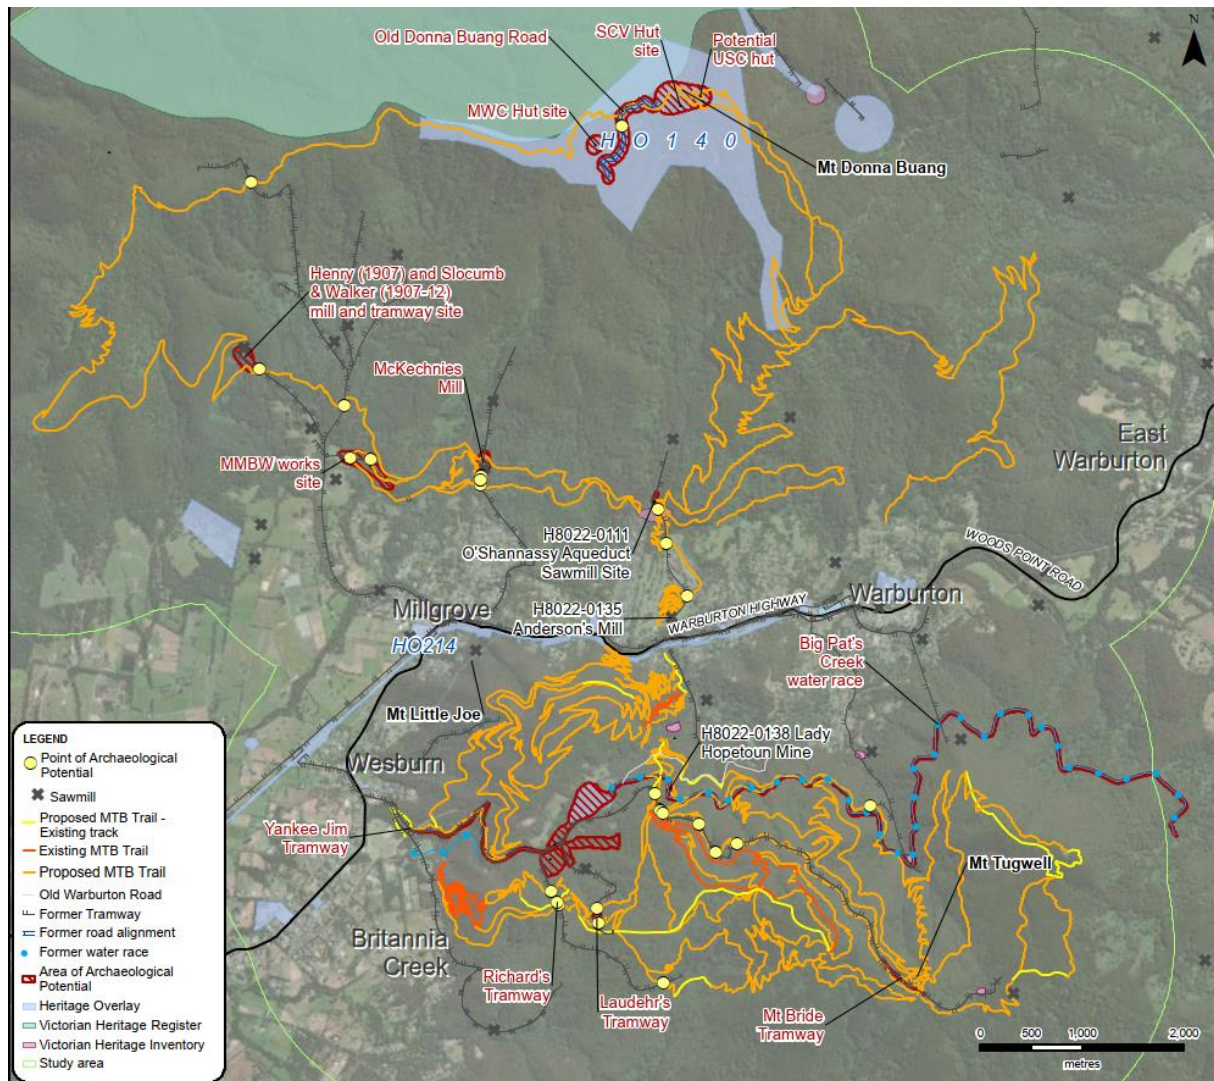 N
Old Donna Buang Road
SCV Hut
site
Potential
USC hut
MWC Hut site
H O 1 4 0
Mt Donna Buang
Henry (1907) and Slocumb
& Walker (1907-12)
mill and tramway site
McKechnies
Mill
East
Warburton
MMBW works
site
H8022-0111
O'Shannassy Aqueduct
Sawmill Site
WOODS POINT ROAD
Millgrove
H8022-0135
Anderson's Mill
WARBURTON HIGHWAY
Warburton
HO214
Big Pat's
Creek
water race
Mt Little Joe
H8022-0138 Lady
Hopetoun Mine
Wesburn
Yankee Jim
Tramway
Mt Tugwell
Britannia
Creek
Richard's
Tramway
Laudehr's
Tramway
Mt Bride
Tramway
LEGEND
Point of Archaeological
Potential
Sawmill
Proposed MTB Trail -
Existing track
Existing MTB Trail
Proposed MTB Trail
Old Warburton Road
Former Tramway
Former road alignment
Former water race
Area of Archaeological
Potential
Heritage Overlay
Victorian Heritage Register
Victorian Heritage Inventory
Study area
0 500 1,000 2,000
metres